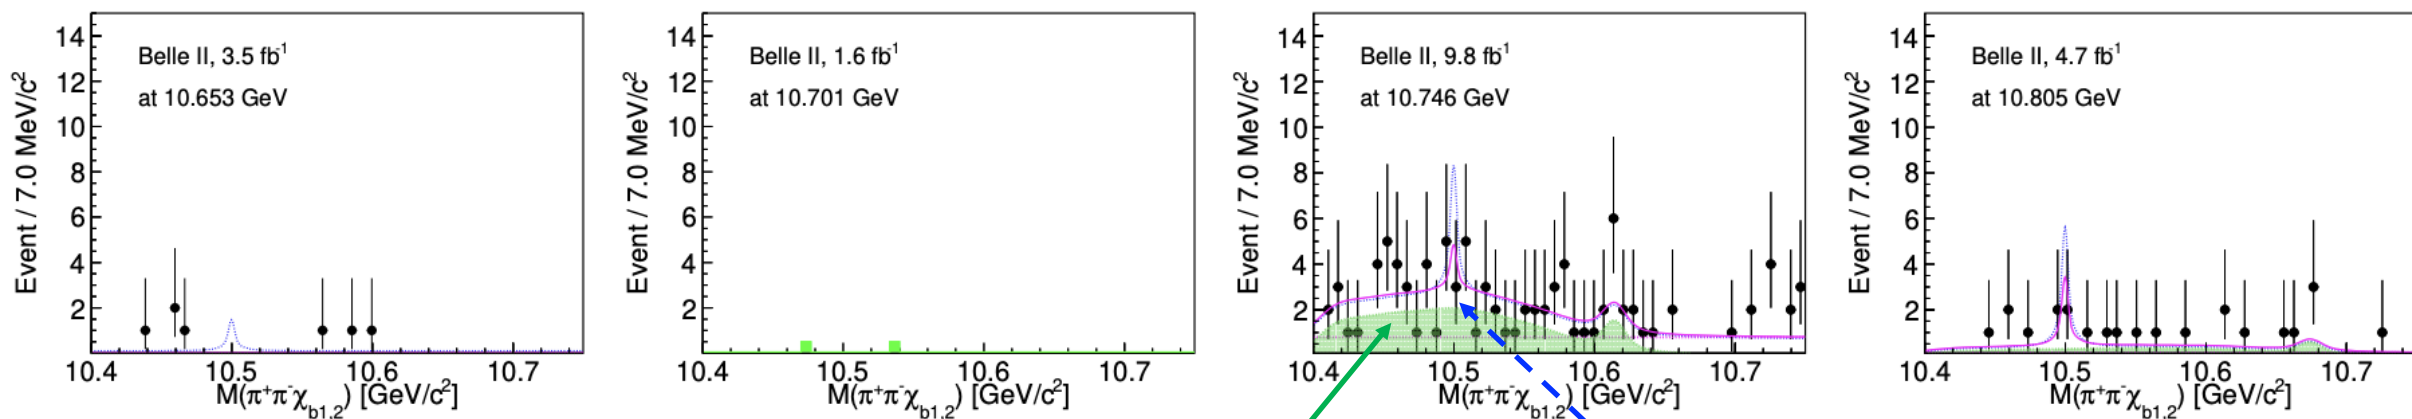 Event / 7.0 MeV/c²
14
12
10
8
6
4
2
Belle II, 3.5 fb⁻¹
at 10.653 GeV
10.4 10.5 10.6 10.7
M(π⁺π⁻χb1,2) [GeV/c²]
Event / 7.0 MeV/c²
14
12
10
8
6
4
2
Belle II, 1.6 fb⁻¹
at 10.701 GeV
10.4 10.5 10.6 10.7
M(π⁺π⁻χb1,2) [GeV/c²]
Event / 7.0 MeV/c²
14
12
10
8
6
4
2
Belle II, 9.8 fb⁻¹
at 10.746 GeV
10.4 10.5 10.6 10.7
M(π⁺π⁻χb1,2) [GeV/c²]
Event / 7.0 MeV/c²
14
12
10
8
6
4
2
Belle II, 4.7 fb⁻¹
at 10.805 GeV
10.4 10.5 10.6 10.7
M(π⁺π⁻χb1,2) [GeV/c²]